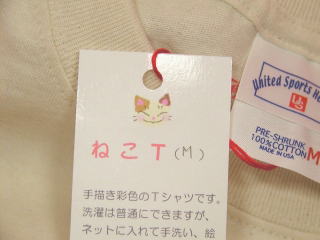 ねこT(M)
手描き彩色のTシャツです。
洗濯は普通にできますが、
ネットに入れて手洗い、絵
United Sports He
US
PRE-SHRUNK
100% COTTON
M
MADE IN USA